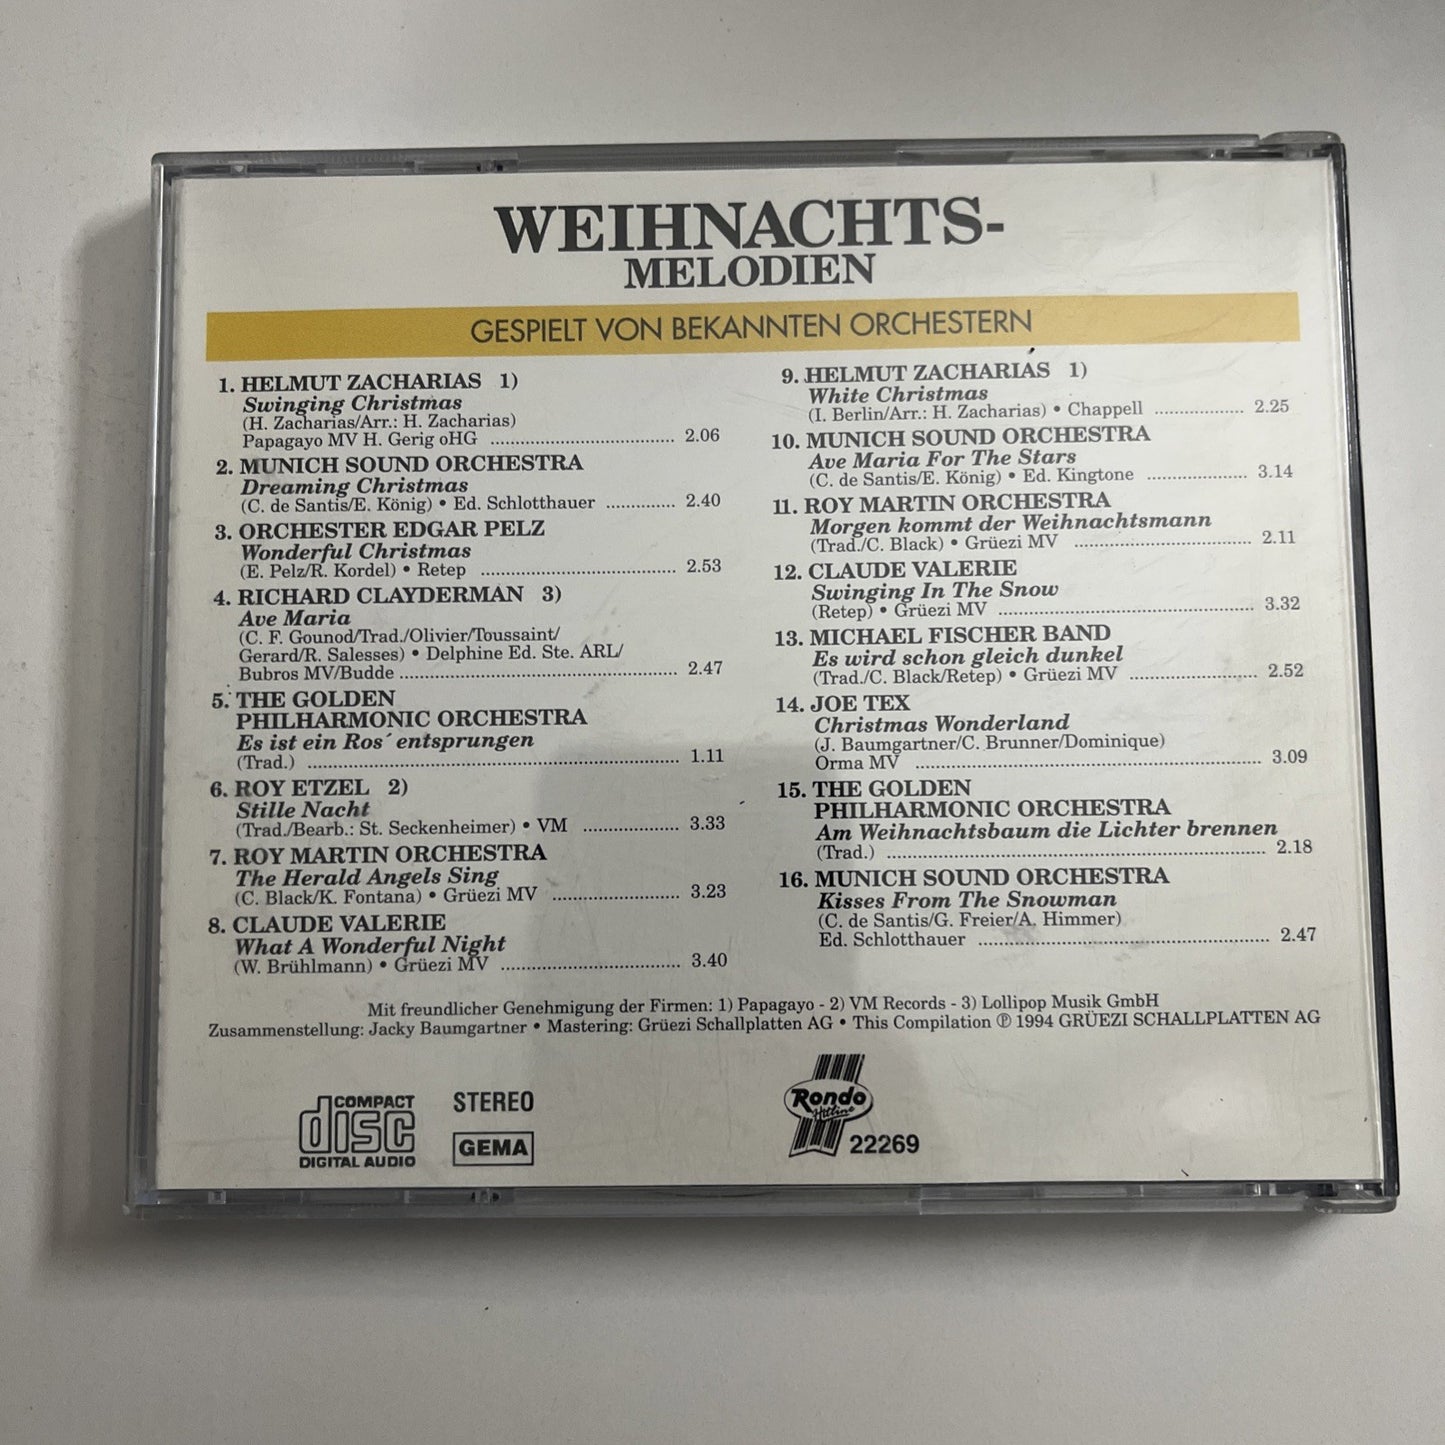 WEIHNACHTS-
MELODIEN
GESPIELT VON BEKANNTEN ORCHESTERN
1. HELMUT ZACHARIAS 1)
Swinging Christmas
(H. Zacharias/Arr.: H. Zacharias)
Papagayo MV H. Gerig oHG .................................. 2.06
2. MUNICH SOUND ORCHESTRA
Dreaming Christmas
(C. de Santis/E. König) • Ed. Schlotthauer ............. 2.40
3. ORCHESTER EDGAR PELZ
Wonderful Christmas
(E. Pelz/R. Kordel) • Retep .................................... 2.53
4. RICHARD CLAYDERMAN 3)
Ave Maria
(C. F. Gounod/Trad./Olivier/Toussaint/
Gerard/R. Salesses) • Delphine Ed. Ste. ARL/
Bubros MV/Budde .................................................... 2.47
5. THE GOLDEN
PHILHARMONIC ORCHESTRA
Es ist ein Ros´ entsprungen
(Trad.) ..................................................................... 1.11
6. ROY ETZEL 2)
Stille Nacht
(Trad./Bearb.: St. Seckenheimer) • VM .................. 3.33
7. ROY MARTIN ORCHESTRA
The Herald Angels Sing
(C. Black/K. Fontana) • Grüezi MV ........................ 3.23
8. CLAUDE VALERIE
What A Wonderful Night
(W. Brühlmann) • Grüezi MV .................................. 3.40
9. HELMUT ZACHARIAS 1)
White Christmas
(I. Berlin/Arr.: H. Zacharias) • Chappell ................. 2.25
10. MUNICH SOUND ORCHESTRA
Ave Maria For The Stars
(C. de Santis/E. König) • Ed. Kingtone ................... 3.14
11. ROY MARTIN ORCHESTRA
Morgen kommt der Weihnachtsmann
(Trad./C. Black) • Grüezi MV .................................. 2.11
12. CLAUDE VALERIE
Swinging In The Snow
(Retep) • Grüezi MV ................................................ 3.32
13. MICHAEL FISCHER BAND
Es wird schon gleich dunkel
(Trad./C. Black/Retep) • Grüezi MV ........................ 2.52
14. JOE TEX
Christmas Wonderland
(J. Baumgartner/C. Brunner/Dominique)
Orma MV ................................................................. 3.09
15. THE GOLDEN
PHILHARMONIC ORCHESTRA
Am Weihnachtsbaum die Lichter brennen
(Trad.) ..................................................................... 2.18
16. MUNICH SOUND ORCHESTRA
Kisses From The Snowman
(C. de Santis/G. Freier/A. Himmer)
Ed. Schlotthauer ...................................................... 2.47
Mit freundlicher Genehmigung der Firmen: 1) Papagayo - 2) VM Records - 3) Lollipop Musik GmbH
Zusammenstellung: Jacky Baumgartner • Mastering: Grüezi Schallplatten AG • This Compilation ℗ 1994 GRÜEZI SCHALLPLATTEN AG
COMPACT
disc
DIGITAL AUDIO
STEREO
GEMA
Rondo
Hitline
22269